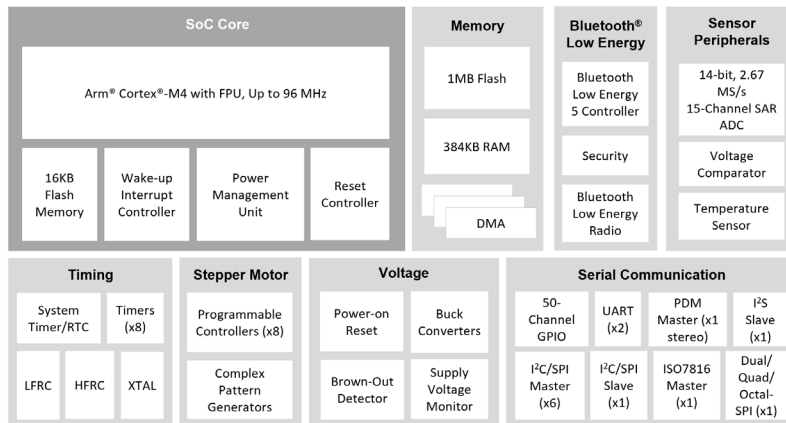 SoC Core
Arm® Cortex®-M4 with FPU, Up to 96 MHz
16KB
Flash
Memory
Wake-up
Interrupt
Controller
Power
Management
Unit
Reset
Controller
Memory
1MB Flash
384KB RAM
DMA
Bluetooth®
Low Energy
Bluetooth
Low Energy
5 Controller
Security
Bluetooth
Low Energy
Radio
Sensor
Peripherals
14-bit, 2.67
MS/s
15-Channel SAR
ADC
Voltage
Comparator
Temperature
Sensor
Timing
System
Timer/RTC
Timers
(x8)
LFRC
HFRC
XTAL
Stepper Motor
Programmable
Controllers (x8)
Complex
Pattern
Generators
Voltage
Power-on
Reset
Buck
Converters
Brown-Out
Detector
Supply
Voltage
Monitor
Serial Communication
50-
Channel
GPIO
UART
(x2)
PDM
Master (x1
stereo)
I²S
Slave
(x1)
I²C/SPI
Master
(x6)
I²C/SPI
Slave
(x1)
ISO7816
Master
(x1)
Dual/
Quad/
Octal-
SPI (x1)